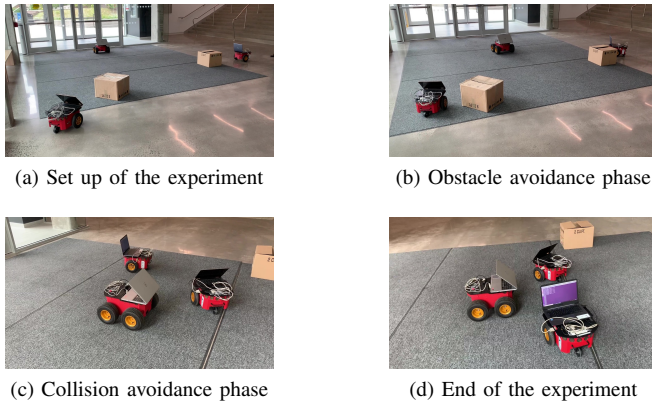 (a) Set up of the experiment
(b) Obstacle avoidance phase
(c) Collision avoidance phase
(d) End of the experiment